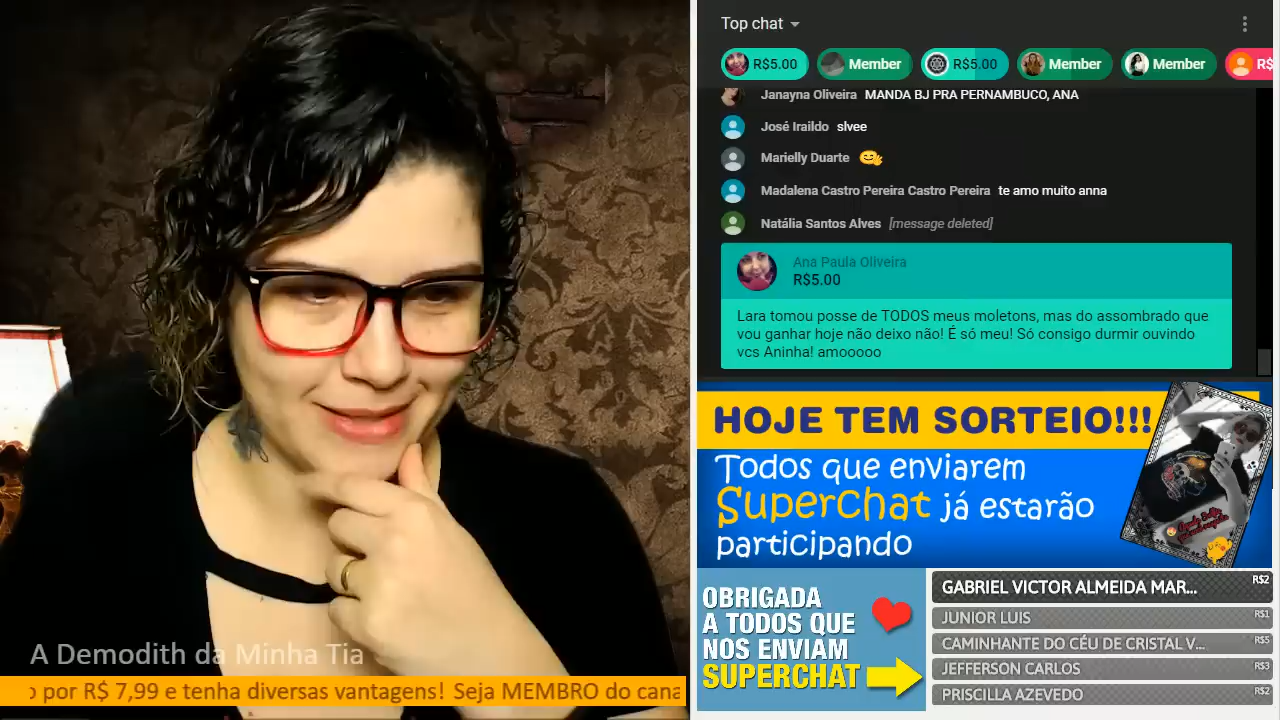 Top chat
R$5.00
Member
R$5.00
Member
Member
R$
Janayna Oliveira MANDA BJ PRA PERNAMBUCO, ANA
José Iraildo slvee
Marielly Duarte
Madalena Castro Pereira Castro Pereira te amo muito anna
Natália Santos Alves [message deleted]
Ana Paula Oliveira
R$5.00
Lara tomou posse de TODOS meus moletons, mas do assombrado que
vou ganhar hoje não deixo não! É só meu! Só consigo durmir ouvindo
vcs Aninha! amooooo
HOJE TEM SORTEIO!!!
Todos que enviarem
Superchat já estarão
participando
OBRIGADA
A TODOS QUE
NOS ENVIAM
SUPERCHAT
GABRIEL VICTOR ALMEIDA MAR... R$2
JUNIOR LUIS R$1
CAMINHANTE DO CÉU DE CRISTAL V... R$5
JEFFERSON CARLOS R$3
PRISCILLA AZEVEDO R$2
A Demodith da Minha Tia
o por R$ 7,99 e tenha diversas vantagens! Seja MEMBRO do cana